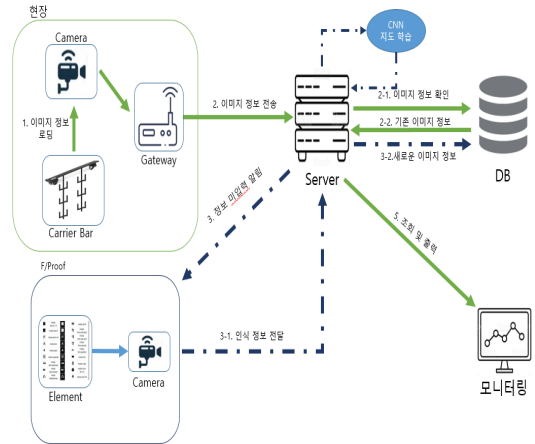 현장
Camera
1. 이미지 정보
로딩
Gateway
Carrier Bar
2. 이미지 정보 전송
CNN
지도 학습
Server
2-1. 이미지 정보 확인
2-2. 기존 이미지 정보
3-2.새로운 이미지 정보
DB
3. 정보 미입력 알림
F/Proof
Element
Camera
3-1. 인식 정보 전달
5. 조회 및 출력
모니터링